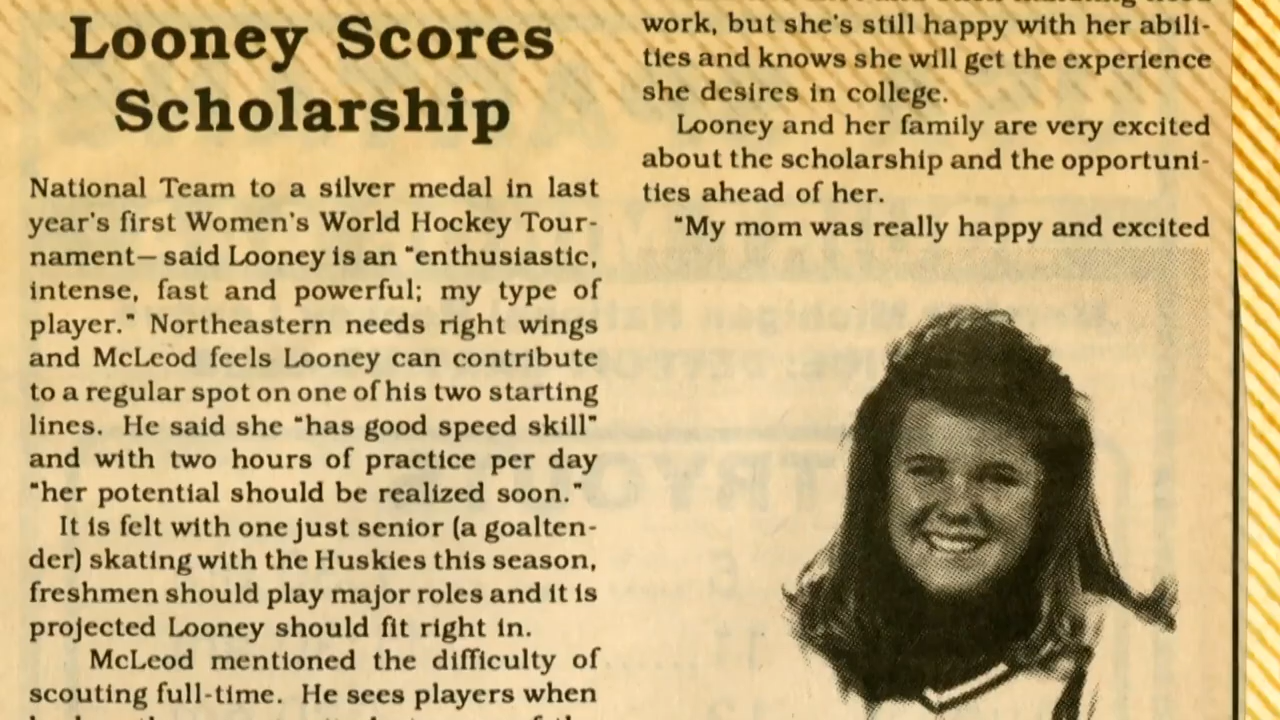 Looney Scores
Scholarship
National Team to a silver medal in last
year's first Women's World Hockey Tour-
nament— said Looney is an "enthusiastic,
intense, fast and powerful; my type of
player." Northeastern needs right wings
and McLeod feels Looney can contribute
to a regular spot on one of his two starting
lines. He said she "has good speed skill"
and with two hours of practice per day
"her potential should be realized soon."
It is felt with one just senior (a goalten-
der) skating with the Huskies this season,
freshmen should play major roles and it is
projected Looney should fit right in.
McLeod mentioned the difficulty of
scouting full-time. He sees players when
work, but she's still happy with her abili-
ties and knows she will get the experience
she desires in college.
Looney and her family are very excited
about the scholarship and the opportuni-
ties ahead of her.
"My mom was really happy and excited